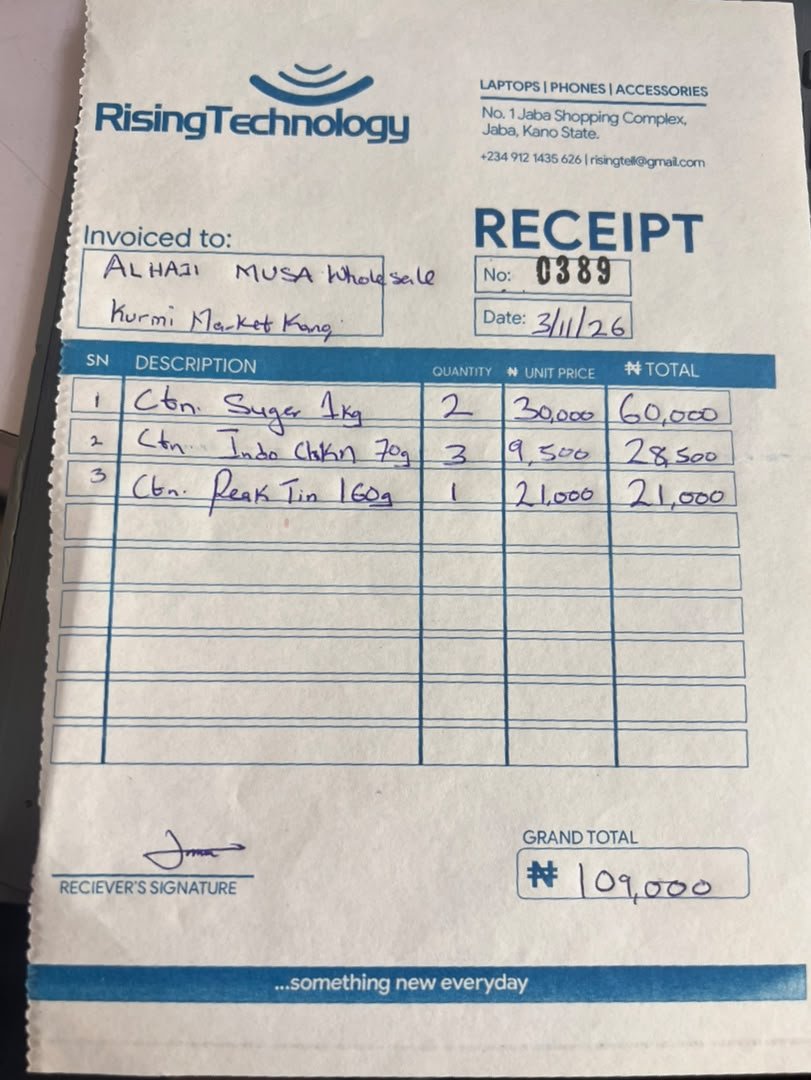 RisingTechnology
LAPTOPS | PHONES | ACCESSORIES
No. 1 Jaba Shopping Complex,
Jaba, Kano State.
+234 912 1435 626 | risingtell@gmail.com
RECEIPT
Invoiced to:
ALHAJI MUSA Wholesale
Kurmi Market Kano
No: 0389
Date: 3/11/26
SN DESCRIPTION QUANTITY ₦ UNIT PRICE ₦ TOTAL
1 Ctn. Suger 1kg 2 30,000 60,000
2 Ctn. Indo Chkn 70g 3 9,500 28,500
3 Ctn. Peak Tin 160g 1 21,000 21,000
RECIEVER'S SIGNATURE
GRAND TOTAL
₦ 109,000
...something new everyday